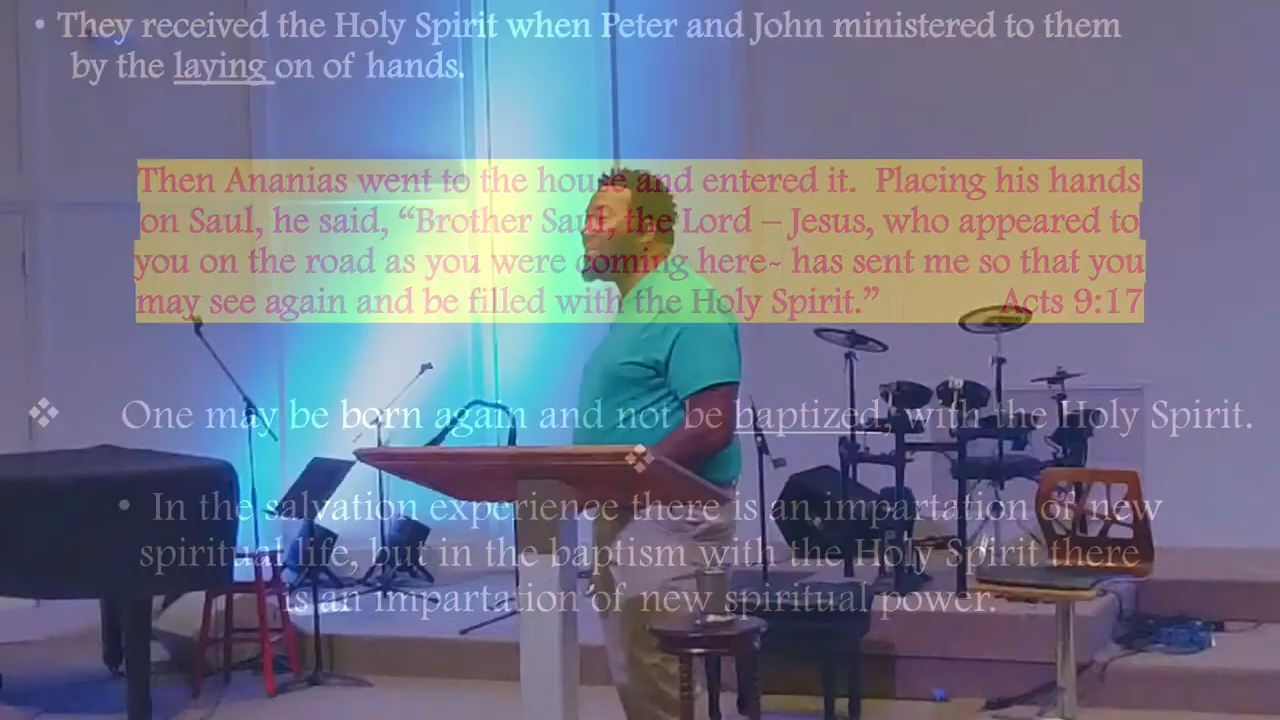 • They received the Holy Spirit when Peter and John ministered to them
by the laying on of hands.
Then Ananias went to the house and entered it. Placing his hands
on Saul, he said, “Brother Saul, the Lord – Jesus, who appeared to
you on the road as you were coming here- has sent me so that you
may see again and be filled with the Holy Spirit.” Acts 9:17
❖ One may be born again and not be baptized, with the Holy Spirit.
❖
• In the salvation experience there is an impartation of new
spiritual life, but in the baptism with the Holy Spirit there
is an impartation of new spiritual power.